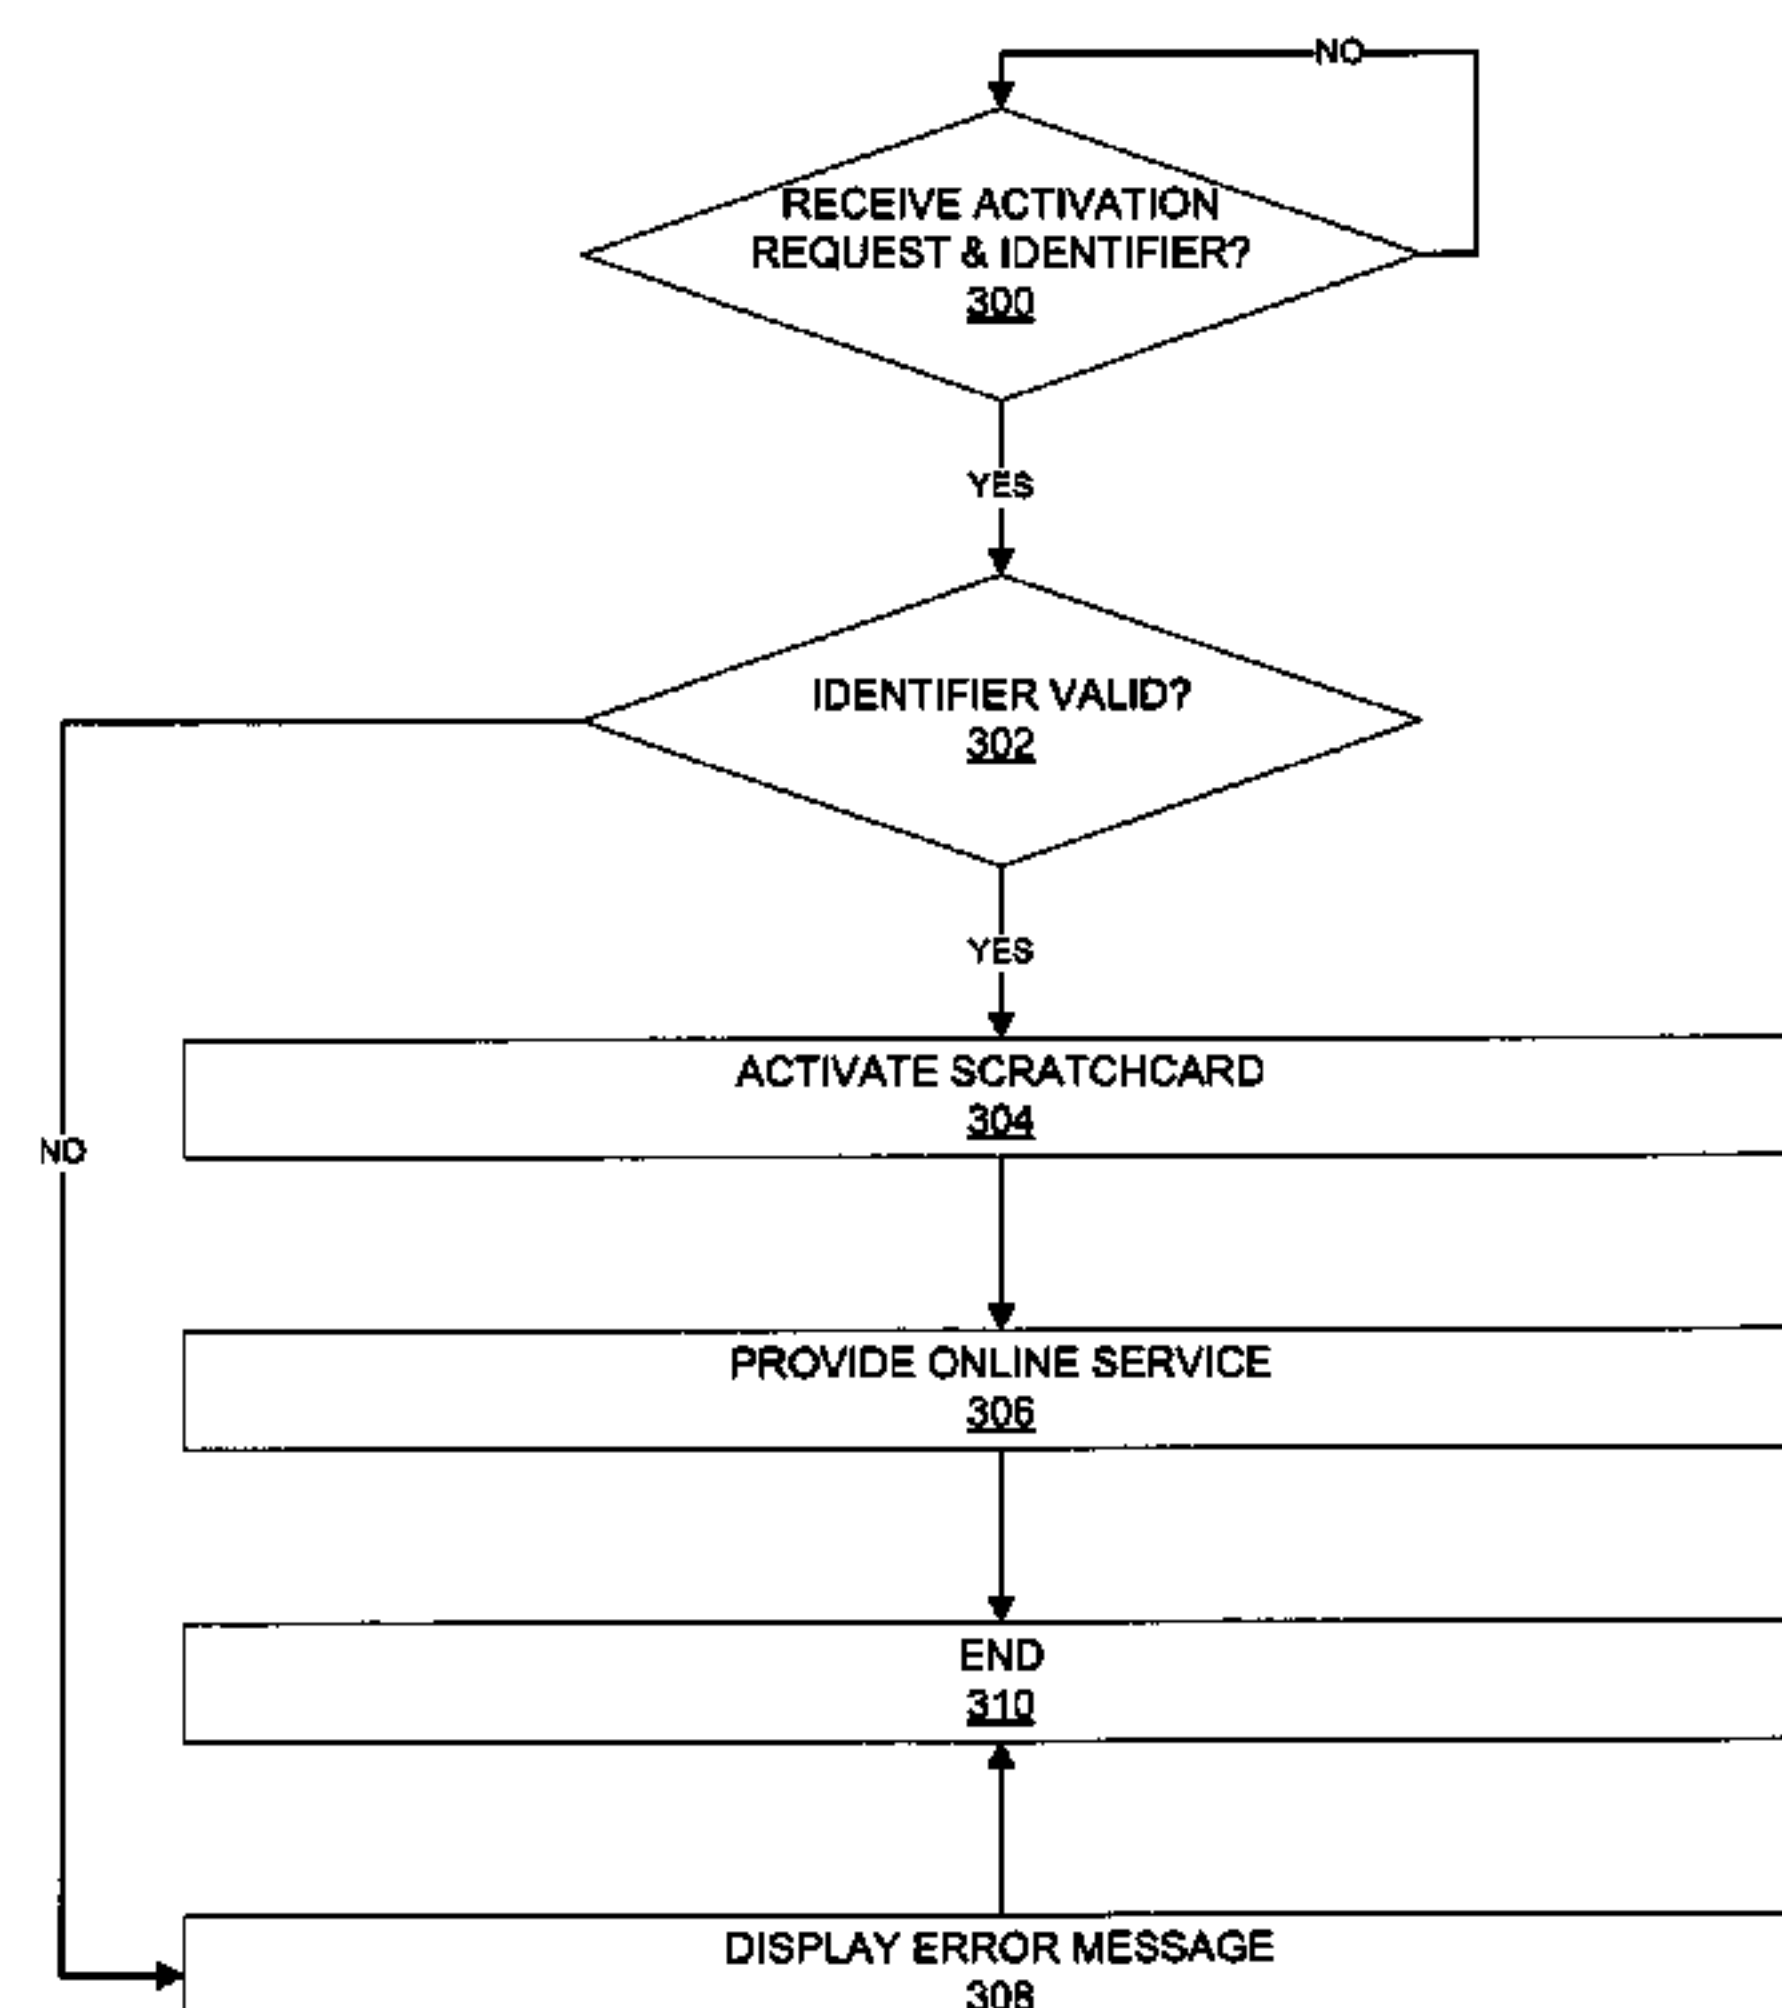 NO
RECEIVE ACTIVATION
REQUEST & IDENTIFIER?
300
YES
IDENTIFIER VALID?
302
YES
ACTIVATE SCRATCHCARD
304
NO
PROVIDE ONLINE SERVICE
306
END
310
DISPLAY ERROR MESSAGE
308